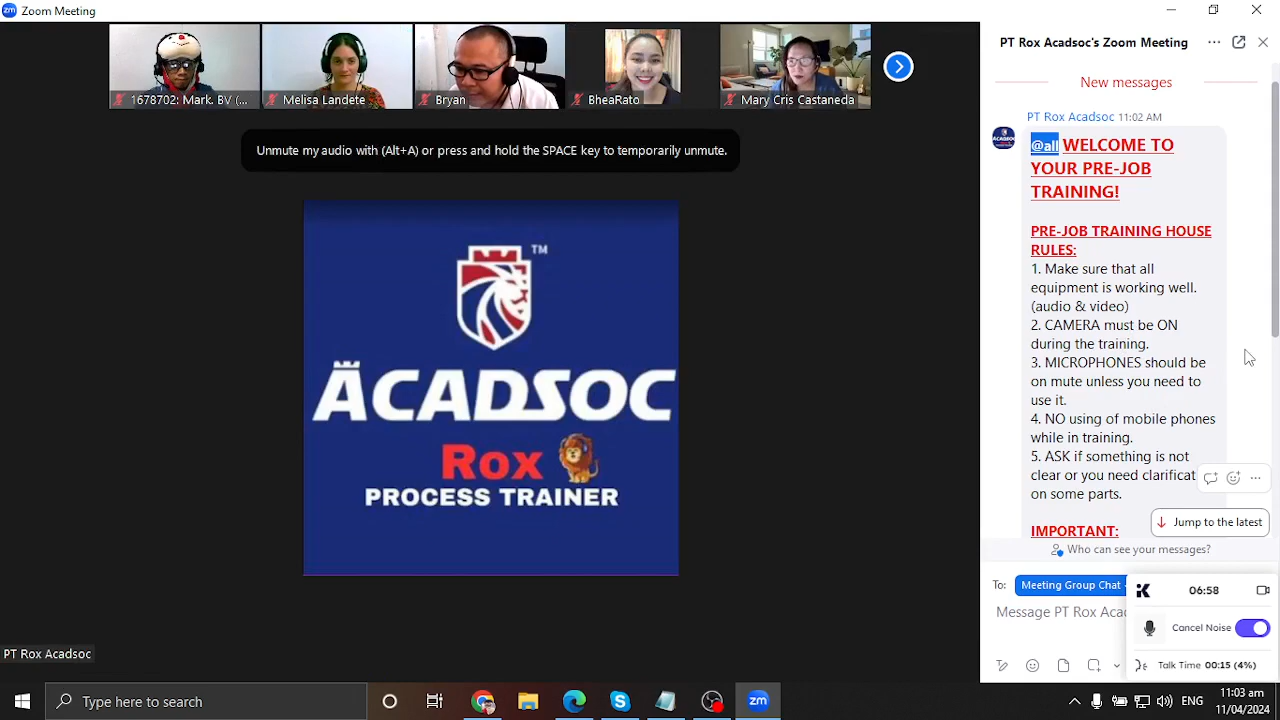 Zoom Meeting
1678702: Mark. BV (...
Melisa Landete
Bryan
BheaRato
Mary Cris Castaneda
Unmute my audio with (Alt+A) or press and hold the SPACE key to temporarily unmute.
TM
ACADSOC
Rox
PROCESS TRAINER
PT Rox Acadsoc
PT Rox Acadsoc's Zoom Meeting
New messages
PT Rox Acadsoc 11:02 AM
@all WELCOME TO
YOUR PRE-JOB
TRAINING!
PRE-JOB TRAINING HOUSE
RULES:
1. Make sure that all
equipment is working well.
(audio & video)
2. CAMERA must be ON
during the training.
3. MICROPHONES should be
on mute unless you need to
use it.
4. NO using of mobile phones
while in training.
5. ASK if something is not
clear or you need clarificat
on some parts.
IMPORTANT:
Jump to the latest
Who can see your messages?
To: Meeting Group Chat
Message PT Rox Acad
06:58
Cancel Noise
Talk Time 00:15 (4%)
Type here to search
zm
ENG
11:03 am
11/04/2024